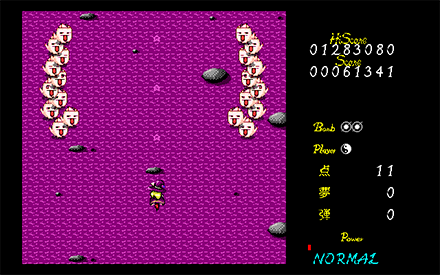 HiScore
01283080
Score
00061341
Bomb
Player
点 11
夢 0
弾 0
Power
NORMAL